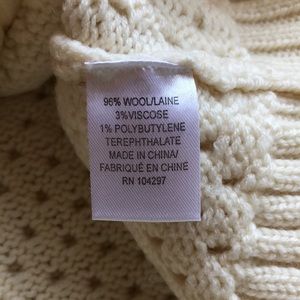 96% WOOL/LAINE
3%VISCOSE
1% POLYBUTYLENE
TEREPHTHALATE
MADE IN CHINA/
FABRIQUÉ EN CHINE
RN 104297